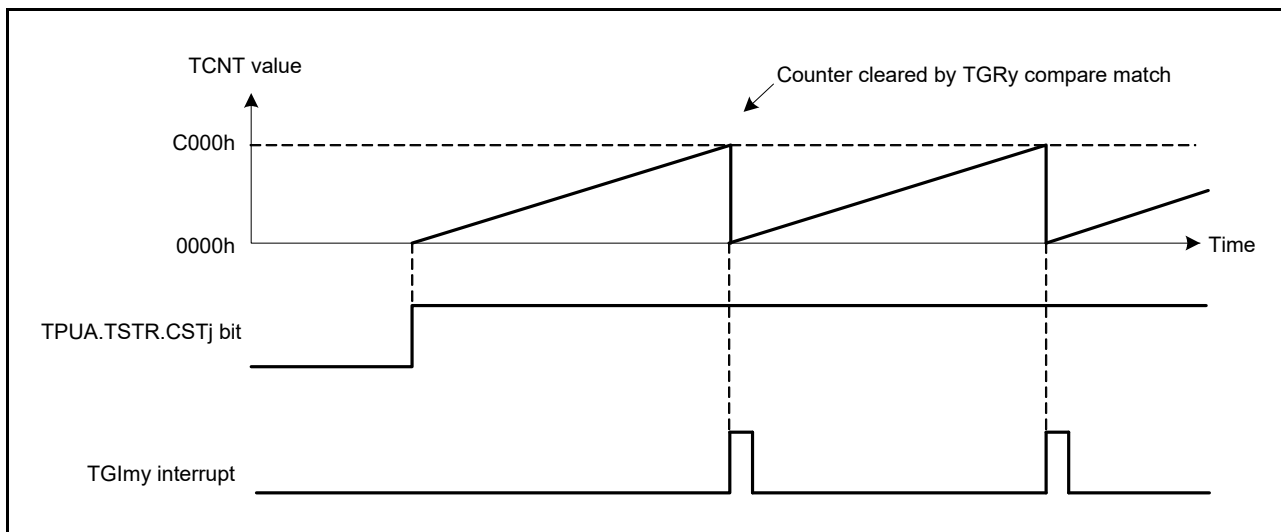 TCNT value
Counter cleared by TGRy compare match
C000h
0000h
Time
TPUA.TSTR.CSTj bit
TGImy interrupt